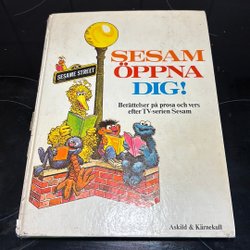 SESAME STREET
SESAM
ÖPPNA
DIG!
Berättelser på prosa och vers
efter TV-serien Sesam
Askild & Kärnekull